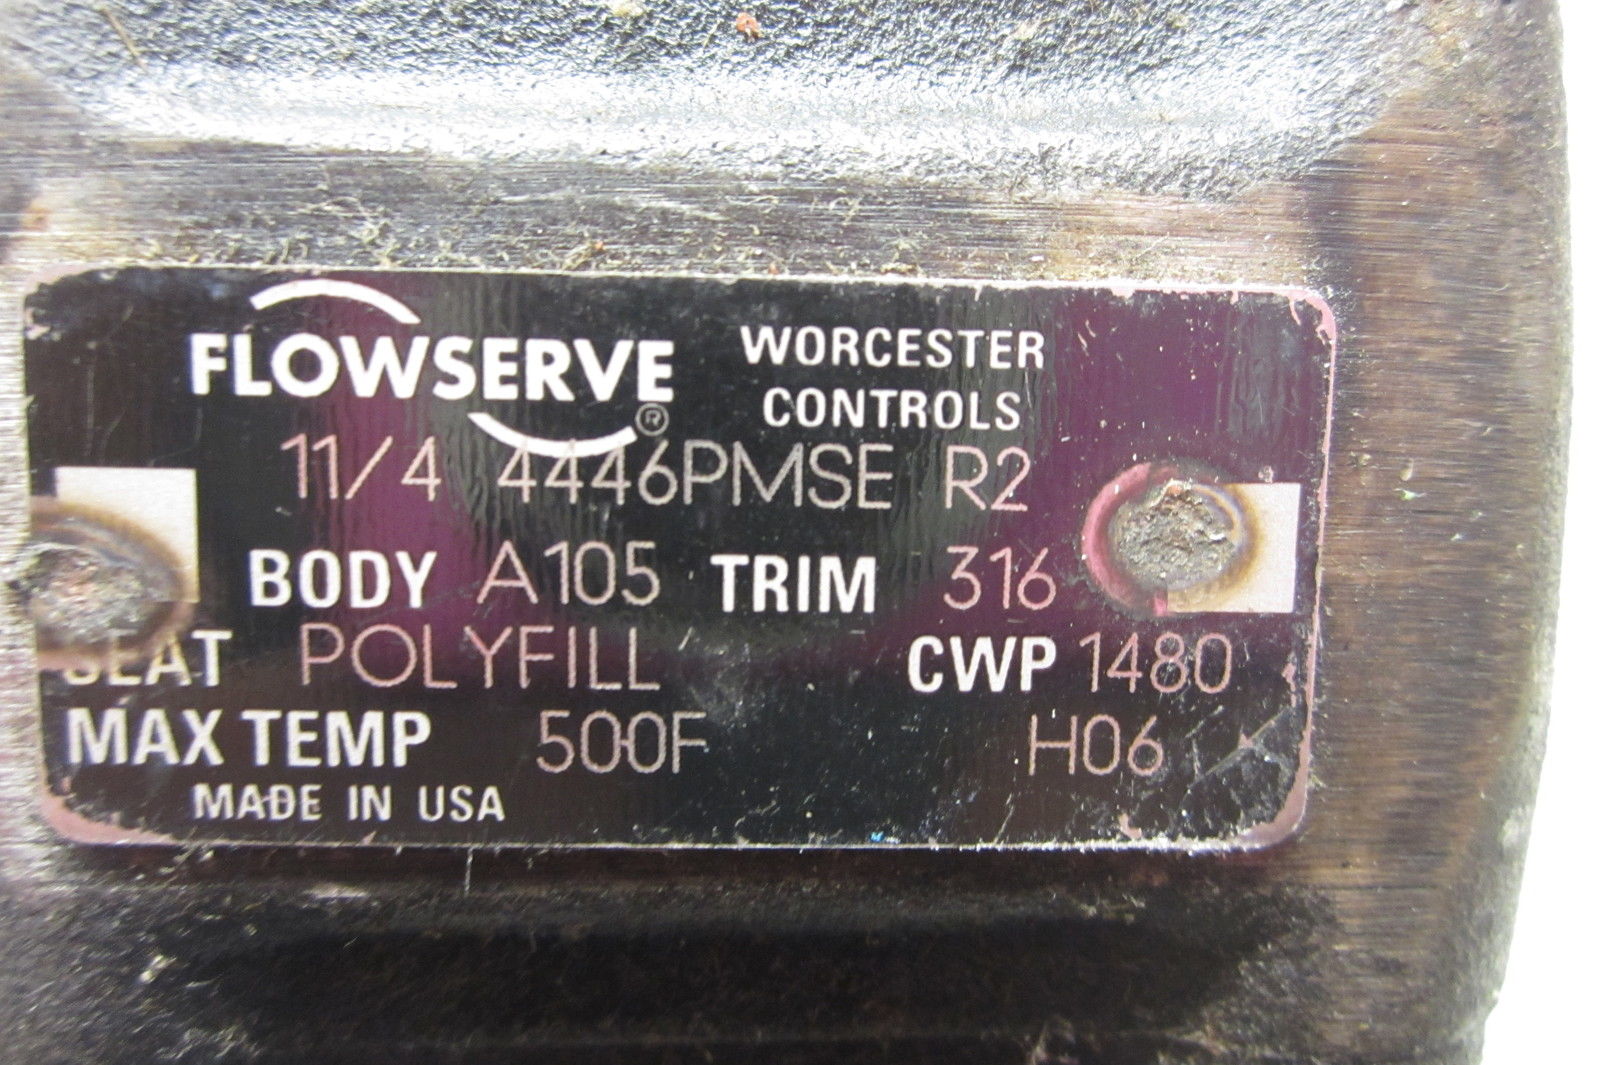 FLOWSERVE®
WORCESTER
CONTROLS
11/4 4446PMSE R2
BODY A105 TRIM 316
SEAT POLYFILL CWP 1480
MAX TEMP 500F H06
MADE IN USA